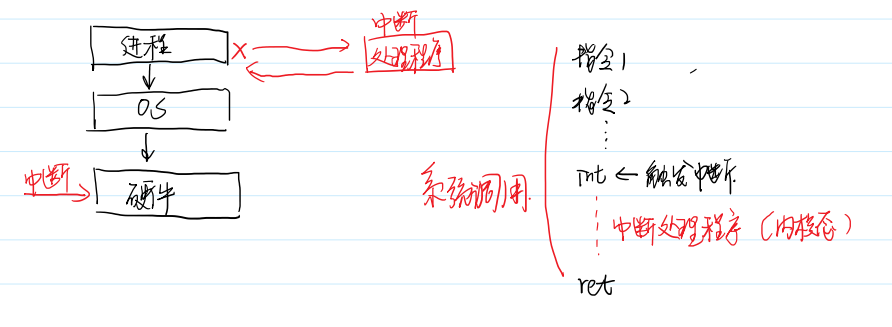 中断
进程
处理程序
OS
中断
硬件
系统调用
指令1
指令2
int ← 触发中断
中断处理程序（内核态）
ret